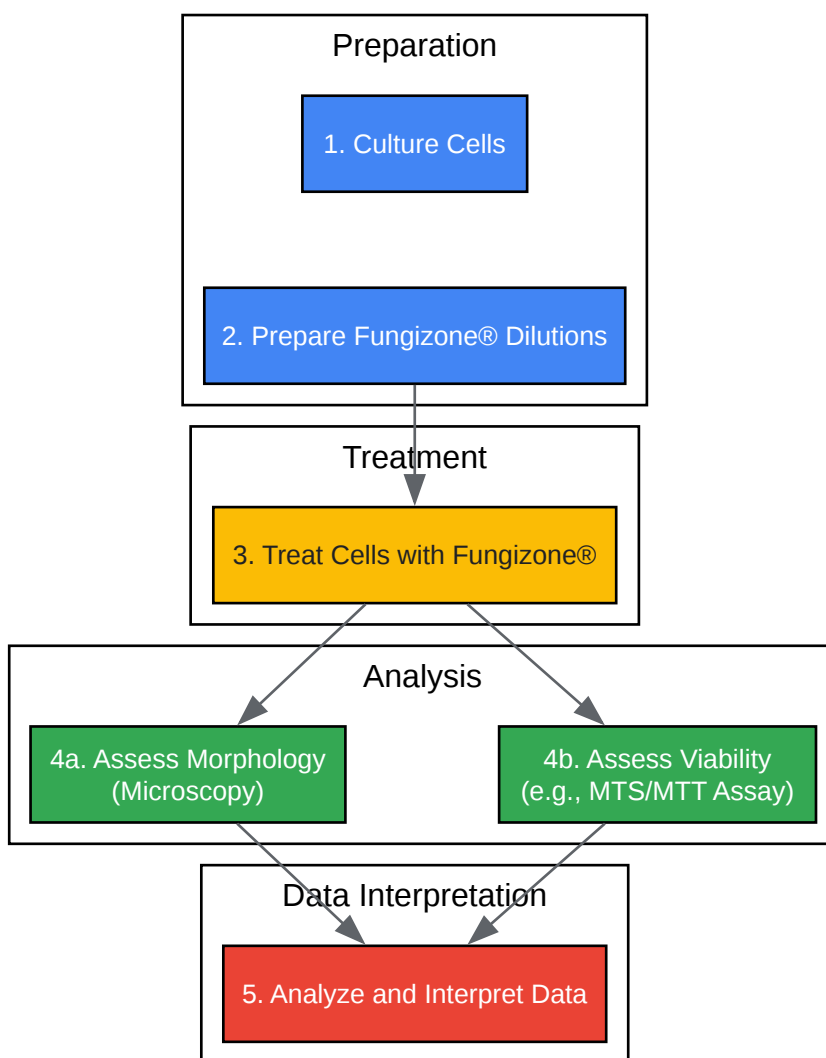 Preparation
1. Culture Cells
2. Prepare Fungizone® Dilutions
Treatment
3. Treat Cells with Fungizone®
Analysis
4a. Assess Morphology
(Microscopy)
4b. Assess Viability
(e.g., MTS/MTT Assay)
Data Interpretation
5. Analyze and Interpret Data